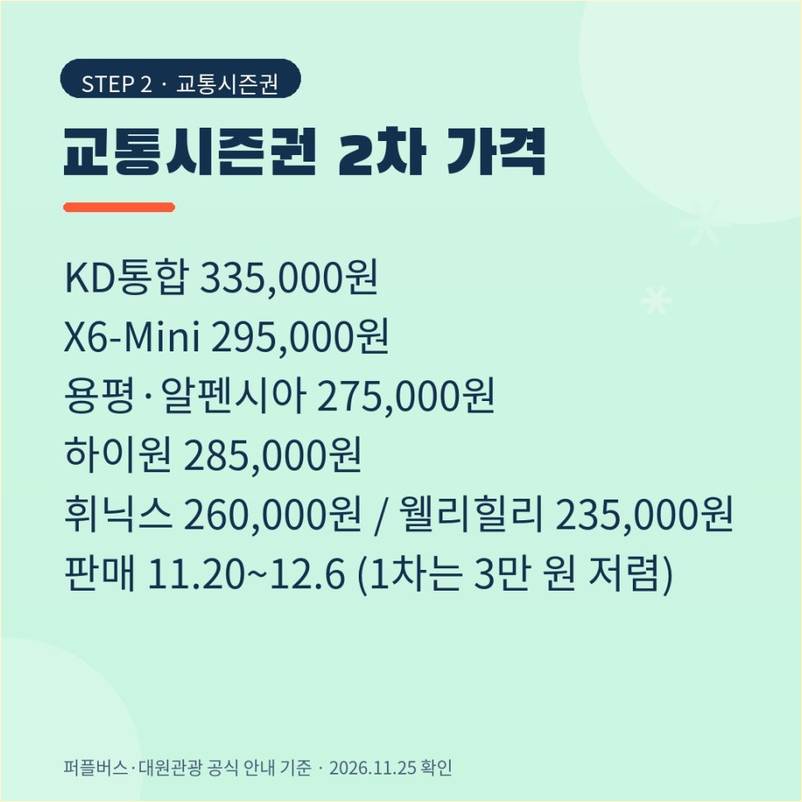 STEP 2 · 교통시즌권
교통시즌권 2차 가격
KD통합 335,000원
X6-Mini 295,000원
용평·알펜시아 275,000원
하이원 285,000원
휘닉스 260,000원 / 웰리힐리 235,000원
판매 11.20~12.6 (1차는 3만 원 저렴)
퍼플버스·대원관광 공식 안내 기준 · 2026.11.25 확인